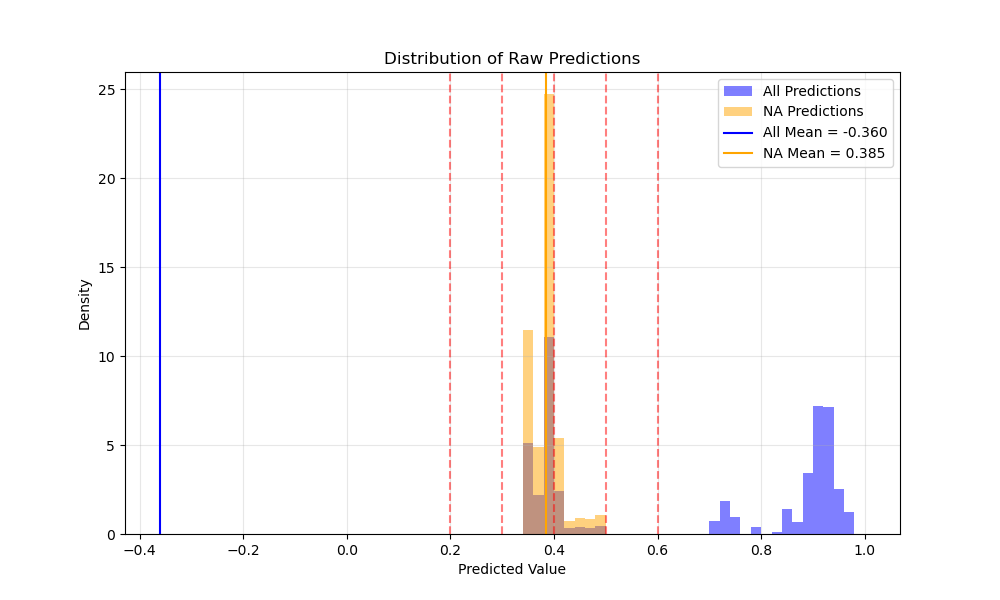 Distribution of Raw Predictions
Density
25
20
15
10
5
0
All Predictions
NA Predictions
All Mean = -0.360
NA Mean = 0.385
−0.4
−0.2
0.0
0.2
0.4
0.6
0.8
1.0
Predicted Value